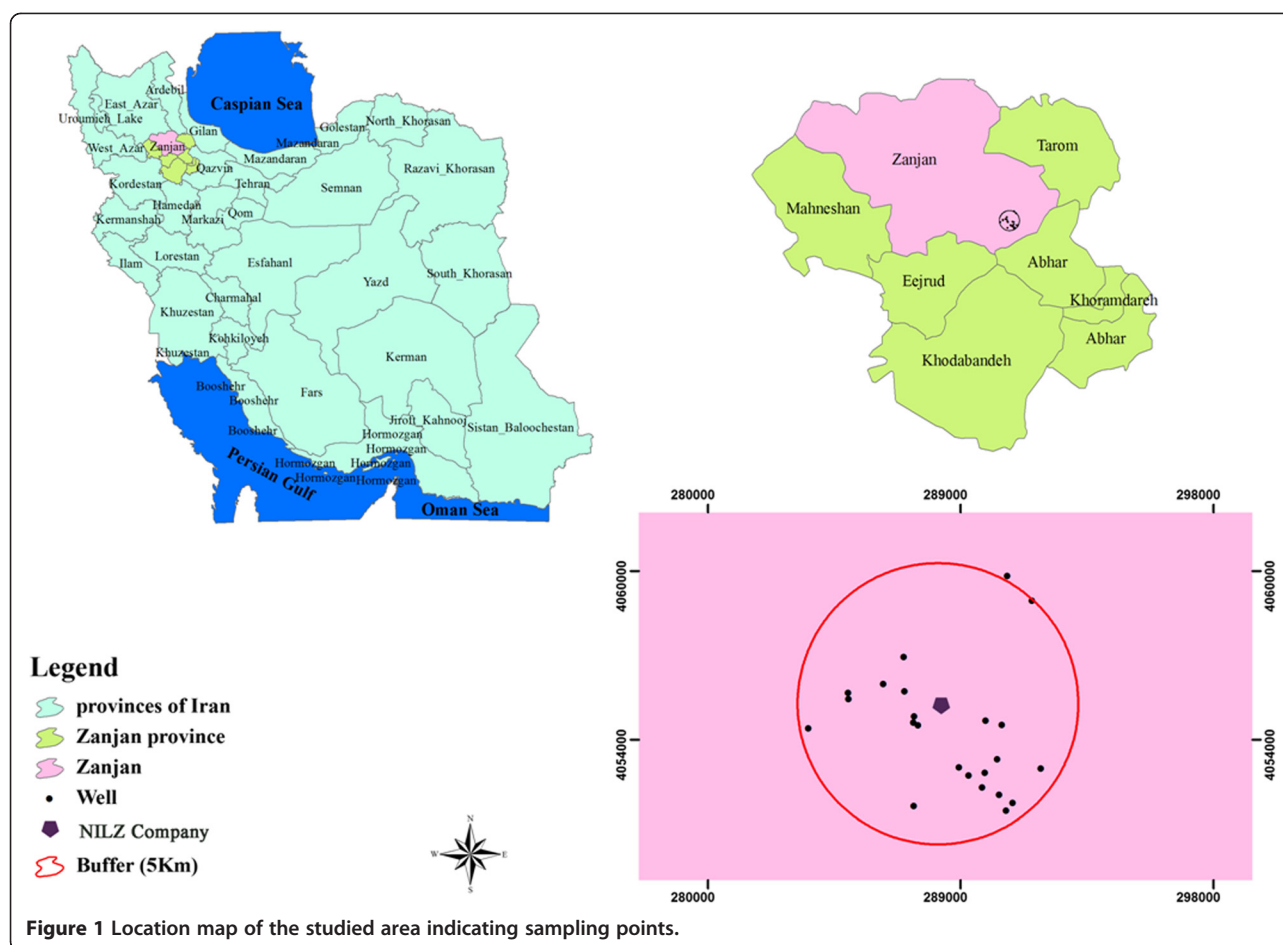 Caspian Sea
Ardebil
East_Azar
Uroumieh_Lake
Gilan
West_Azar
Zanjan
Mazandaran
Golestan
North_Khorasan
Mazandaran
Qazvin
Razavi_Khorasan
Kordestan
Tehran
Semnan
Hamedan
Kermanshah
Markazi
Qom
Ilam
Lorestan
Esfahanl
Yazd
South_Khorasan
Charmahal
Khuzestan
Kohkiloyeh
Khuzestan
Kerman
Booshehr
Fars
Booshehr
Booshehr
Jiroft_Kahnooj
Sistan_Baloochestan
Hormozgan
Hormozgan
Hormozgan
Hormozgan
Hormozgan
Hormozgan
Persian Gulf
Oman Sea
Zanjan
Tarom
Mahneshan
Abhar
Eejrud
Khoramdareh
Abhar
Khodabandeh
280000
289000
298000
4060000
4060000
4054000
4054000
280000
289000
298000
Legend
provinces of Iran
Zanjan province
Zanjan
Well
NILZ Company
Buffer (5Km)
N
W
E
S
Figure 1 Location map of the studied area indicating sampling points.